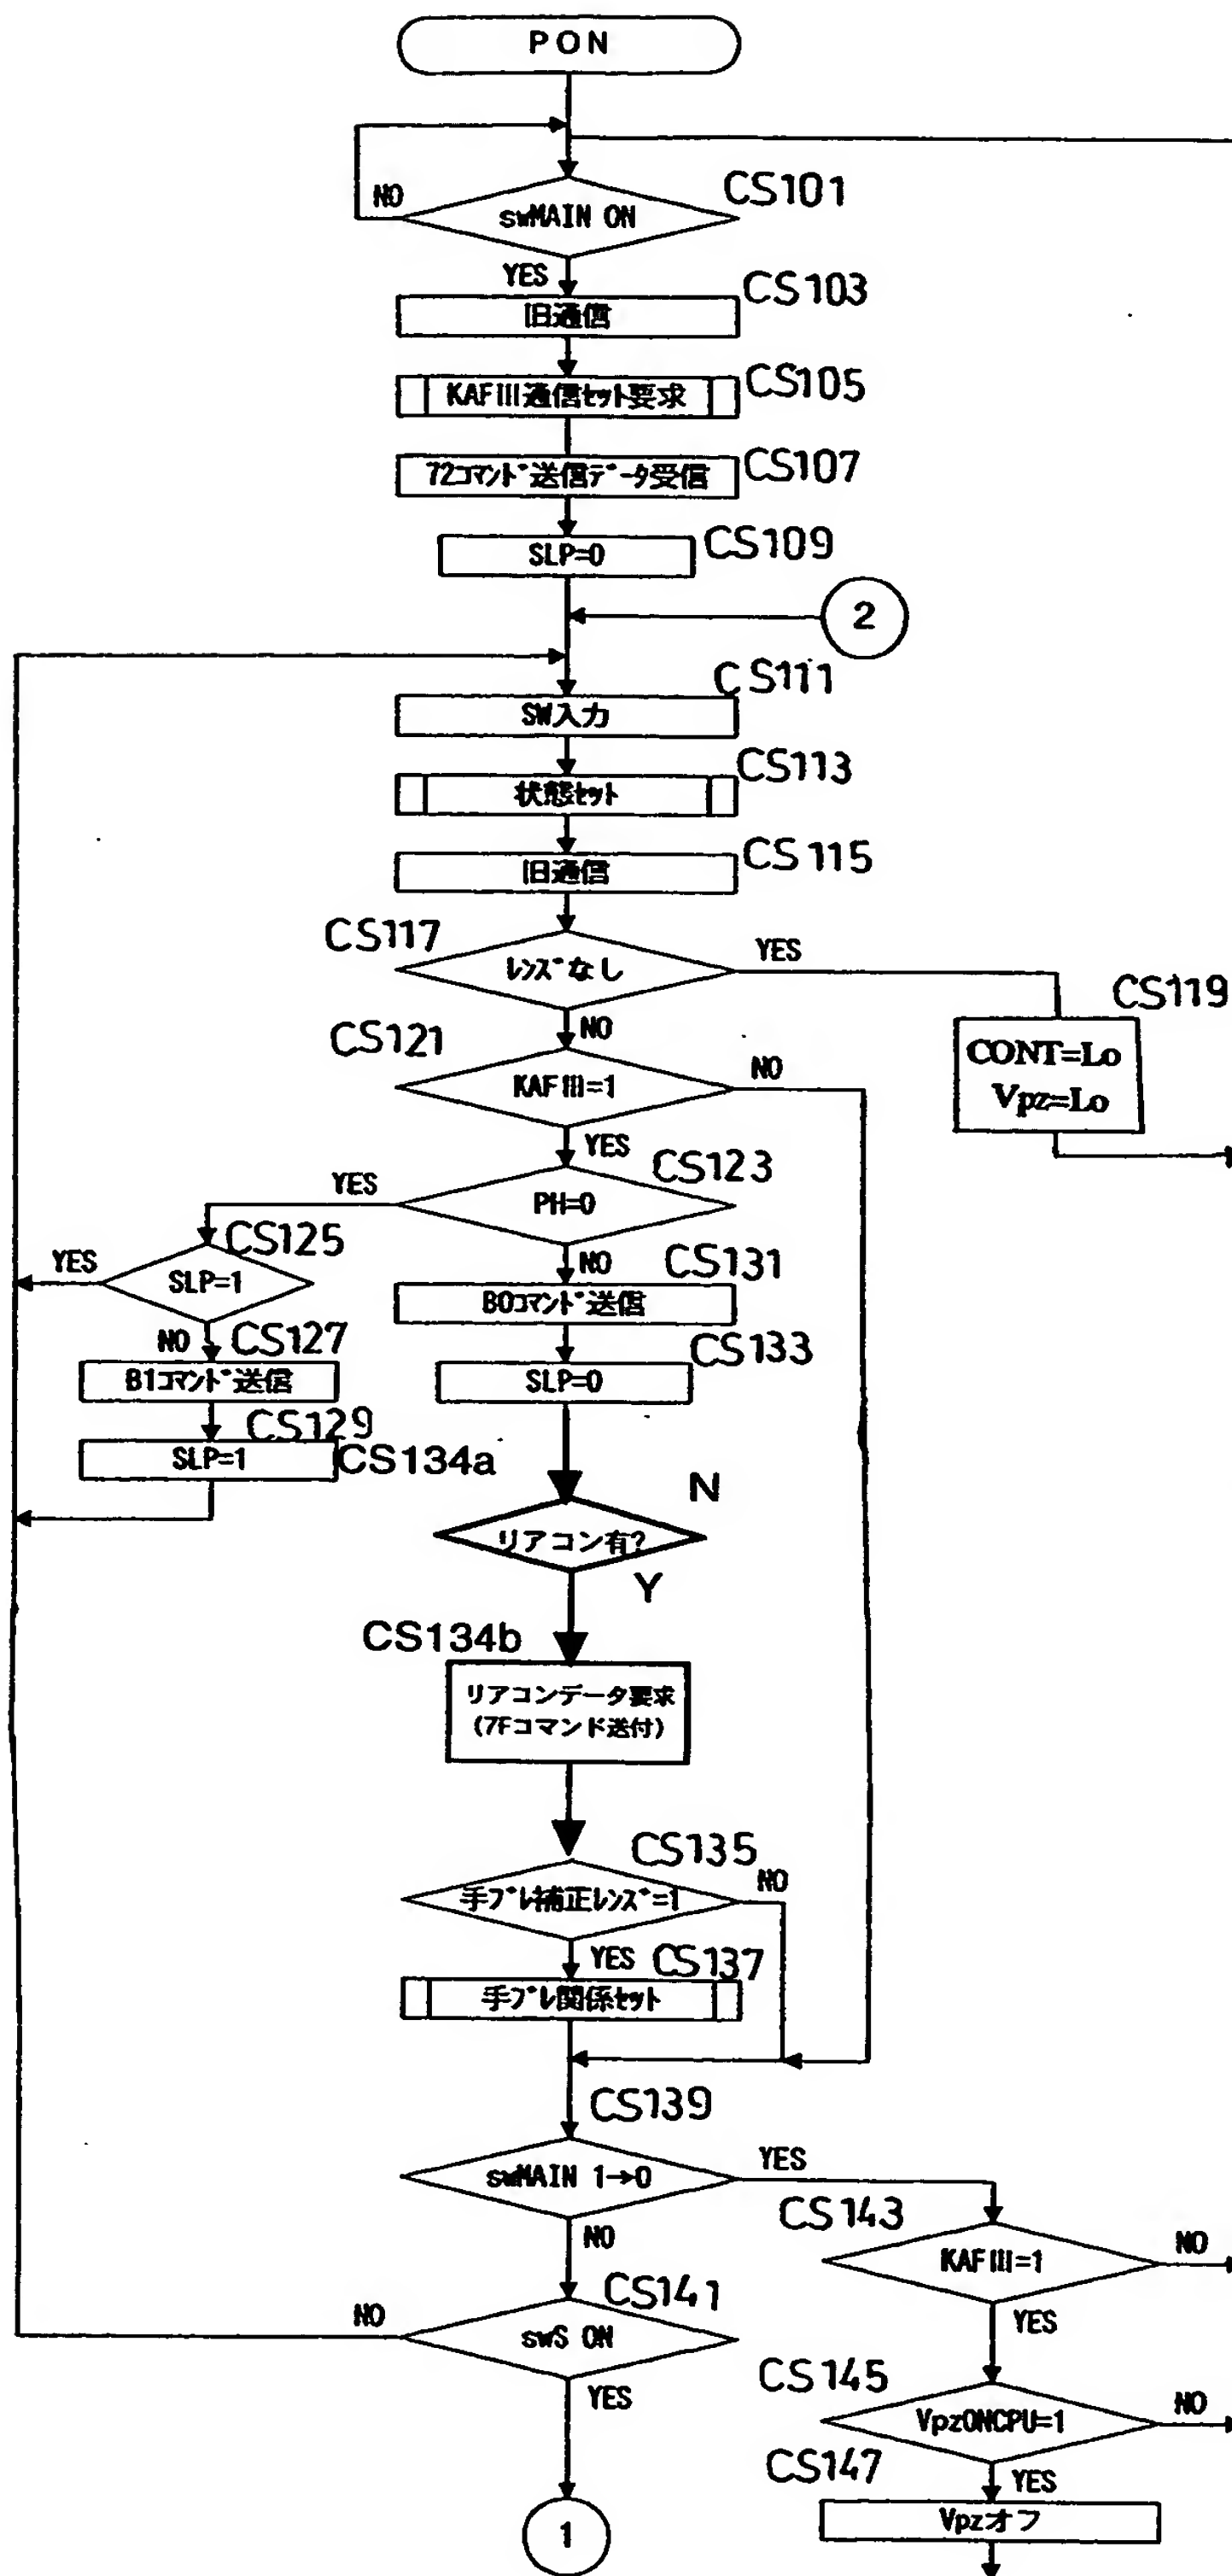 PON
CS101
NO
swMAIN ON
YES
CS103
旧通信
CS105
KAFIII通信セット要求
CS107
72コマンド送信データ受信
CS109
SLP=0
2
CS111
SW入力
CS113
状態セット
CS115
旧通信
CS117
レンズなし
YES
CS119
CONT=Lo
Vpz=Lo
NO
CS121
KAFIII=1
NO
YES
CS123
PH=0
YES
CS125
YES
SLP=1
NO
CS131
B0コマンド送信
NO
CS127
B1コマンド送信
CS133
SLP=0
CS129
SLP=1
CS134a
N
リアコン有?
Y
CS134b
リアコンデータ要求
(7Fコマンド送付)
CS135
手ブレ補正レンズ=1
NO
YES
CS137
手ブレ関係セット
CS139
swMAIN 1→0
YES
CS143
NO
KAFIII=1
NO
CS141
NO
swS ON
YES
YES
CS145
VpzONCPU=1
NO
CS147
YES
Vpzオフ
1